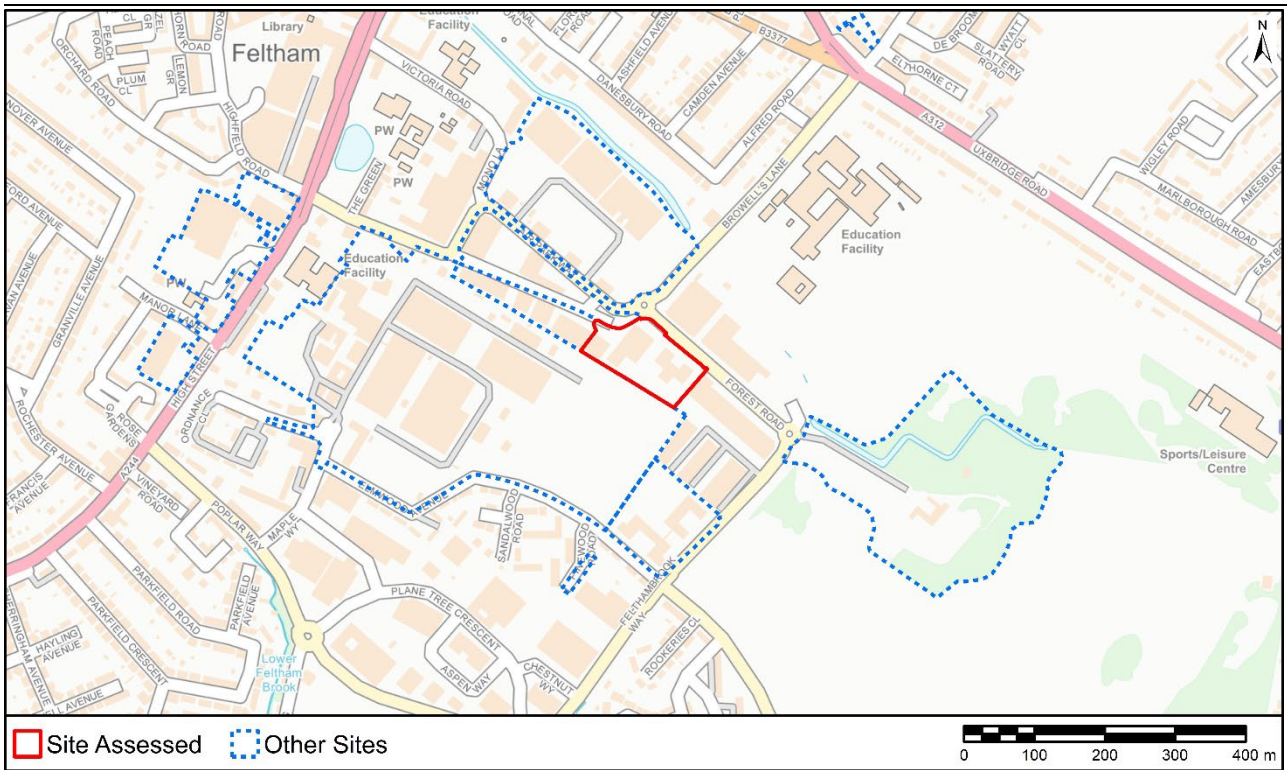 Library
Feltham
Education
Facility
PEACH
ROAD
PLUM
CL
LEMON
GR
ORCHARD ROAD
HIGHFIELD ROAD
VICTORIA ROAD
PW
PW
THE GREEN
MONO LA
ASHFIELD AVENUE
DANESBURY ROAD
CAMDEN AVENUE
ALFRED ROAD
B3377
DE BROOM
WYATT
CL
SLATTERY
ROAD
ELTHORNE CT
N
A312
UXBRIDGE ROAD
WIGLEY ROAD
MARLBOROUGH ROAD
BROWELL'S LANE
Education
Facility
Education
Facility
GRANVILLE AVENUE
PW
MANOR LANE
HIGH STREET
ORDNANCE
CL
ROSE
GARDENS
ROCHESTER AVENUE
A244
VINEYARD
ROAD
POPLAR WAY
MAPLE
WY
FOREST ROAD
Sports/Leisure
Centre
SANDALWOOD
ROAD
PLANE TREE CRESCENT
ASPEN WAY
CHESTNUT
WY
FELTHAMBROOK
WAY
ROOKERIES CL
PARKFIELD
AVENUE
PARKFIELD ROAD
PARKFIELD CRESCENT
HAYLING
AVENUE
Lower
Feltham
Brook
Site Assessed
Other Sites
0 100 200 300 400 m